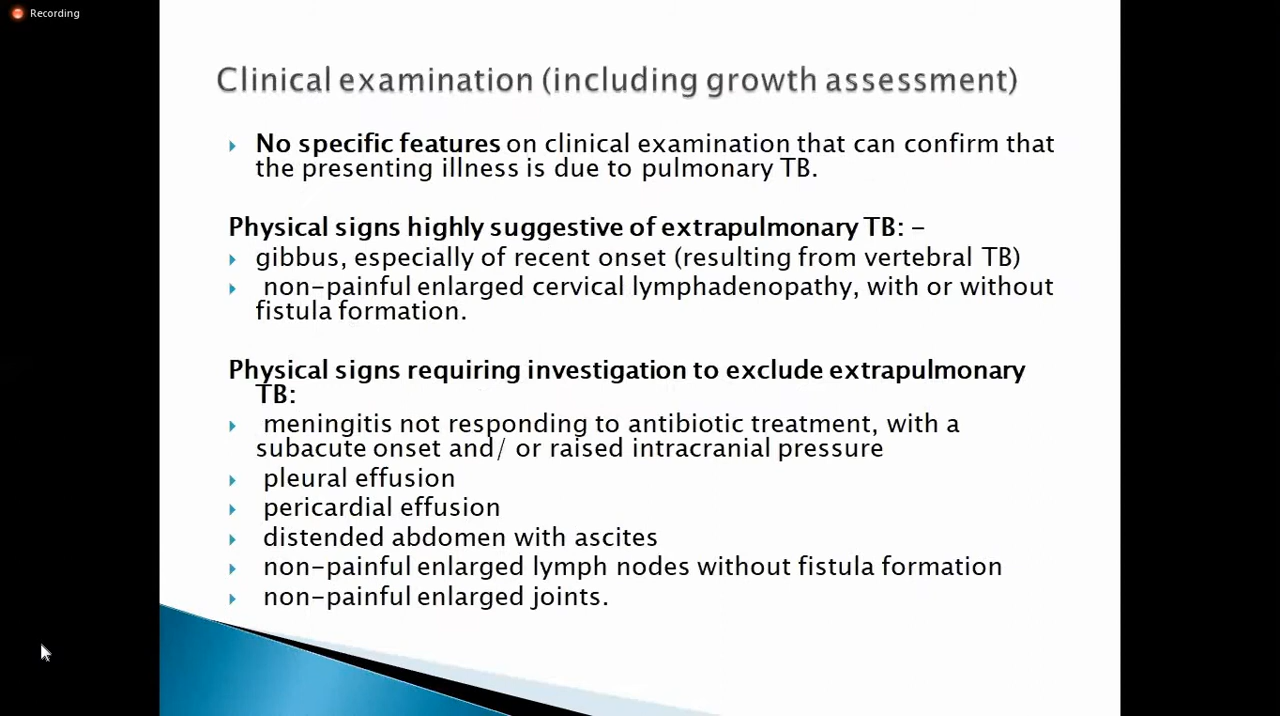 Recording
Clinical examination (including growth assessment)
No specific features on clinical examination that can confirm that
the presenting illness is due to pulmonary TB.
Physical signs highly suggestive of extrapulmonary TB: –
gibbus, especially of recent onset (resulting from vertebral TB)
non-painful enlarged cervical lymphadenopathy, with or without
fistula formation.
Physical signs requiring investigation to exclude extrapulmonary
TB:
meningitis not responding to antibiotic treatment, with a
subacute onset and/ or raised intracranial pressure
pleural effusion
pericardial effusion
distended abdomen with ascites
non-painful enlarged lymph nodes without fistula formation
non-painful enlarged joints.